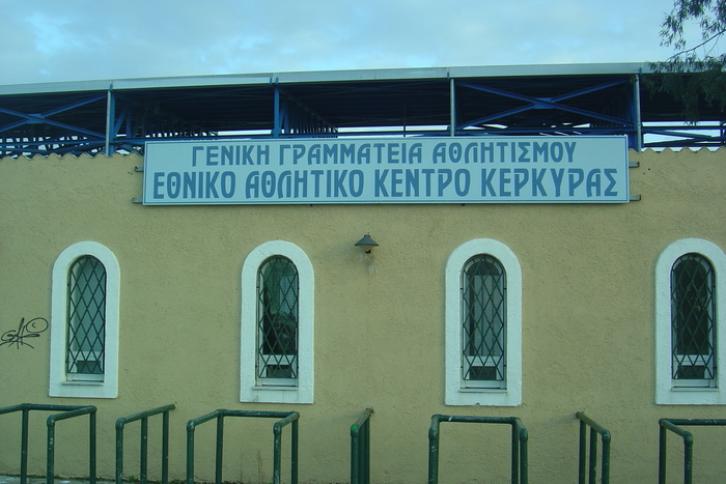 ΓΕΝΙΚΗ ΓΡΑΜΜΑΤΕΙΑ ΑΘΛΗΤΙΣΜΟΥ
ΕΘΝΙΚΟ ΑΘΛΗΤΙΚΟ ΚΕΝΤΡΟ ΚΕΡΚΥΡΑΣ